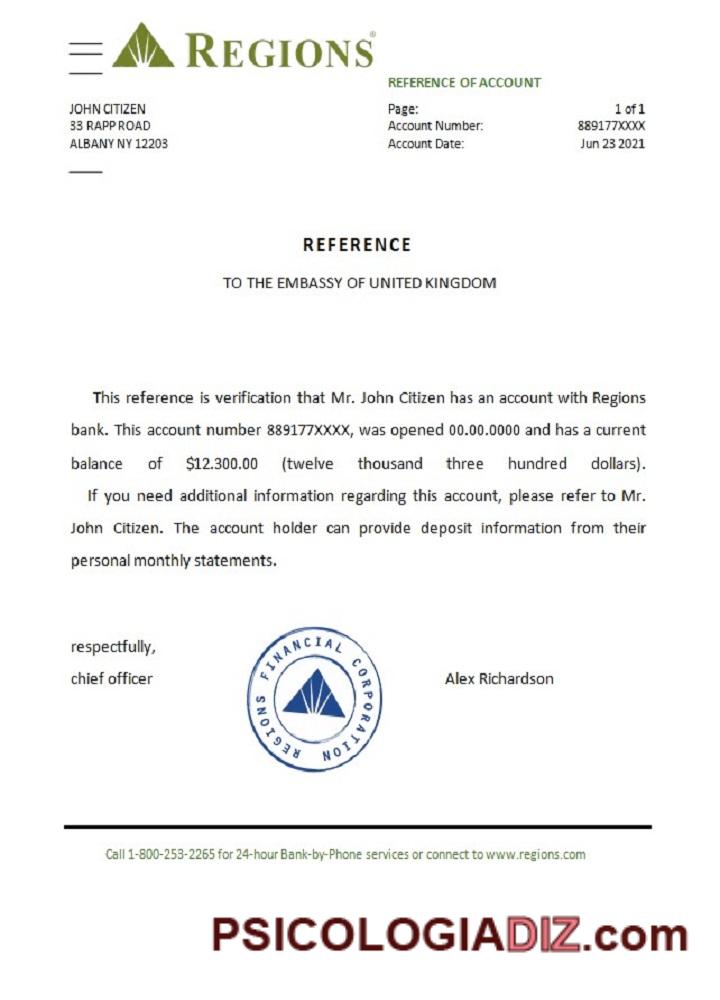 REGIONS®
REFERENCE OF ACCOUNT
JOHN CITIZEN
33 RAPP ROAD
ALBANY NY 12203
Page: 1 of 1
Account Number: 889177XXXX
Account Date: Jun 23 2021
REFERENCE
TO THE EMBASSY OF UNITED KINGDOM
This reference is verification that Mr. John Citizen has an account with Regions
bank. This account number 889177XXXX, was opened 00.00.0000 and has a current
balance of $12.300.00 (twelve thousand three hundred dollars).
If you need additional information regarding this account, please refer to Mr.
John Citizen. The account holder can provide deposit information from their
personal monthly statements.
respectfully,
chief officer
REGIONS FINANCIAL CORPORATION
Alex Richardson
Call 1-800-253-2265 for 24-hour Bank-by-Phone services or connect to www.regions.com
PSICOLOGIADIZ.com